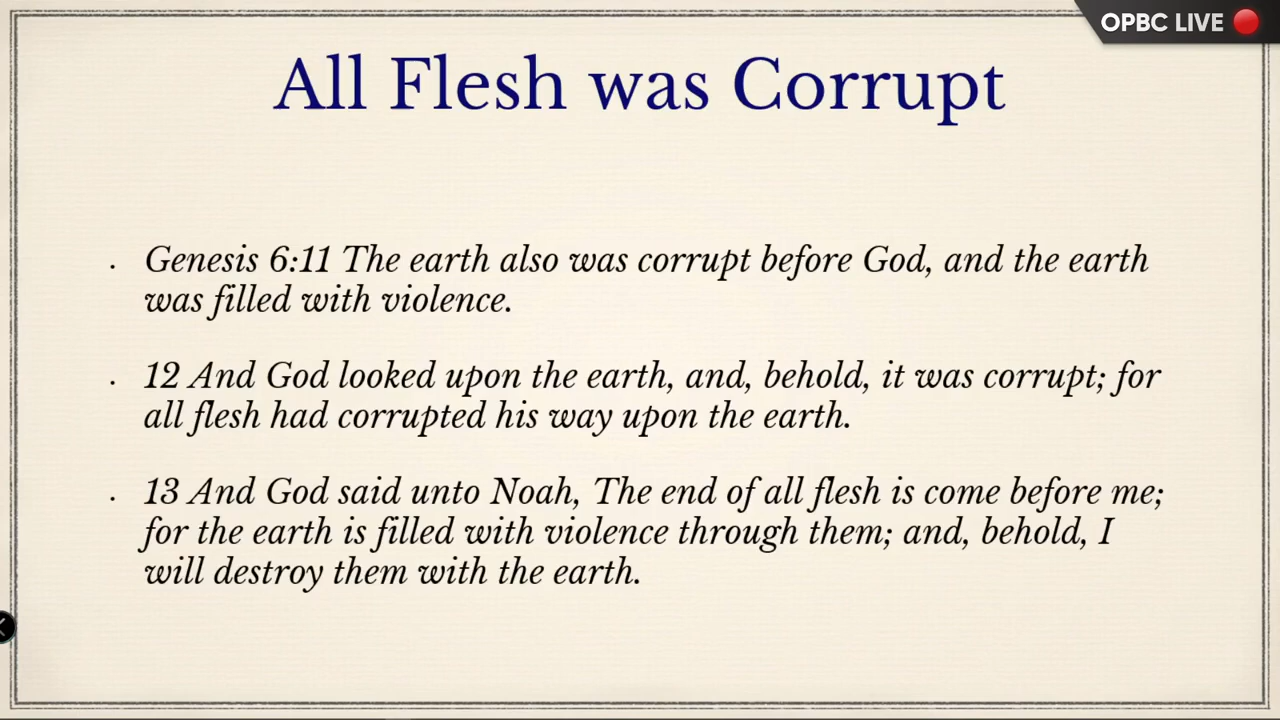 OPBC LIVE
All Flesh was Corrupt
• Genesis 6:11 The earth also was corrupt before God, and the earth
was filled with violence.
• 12 And God looked upon the earth, and, behold, it was corrupt; for
all flesh had corrupted his way upon the earth.
• 13 And God said unto Noah, The end of all flesh is come before me;
for the earth is filled with violence through them; and, behold, I
will destroy them with the earth.